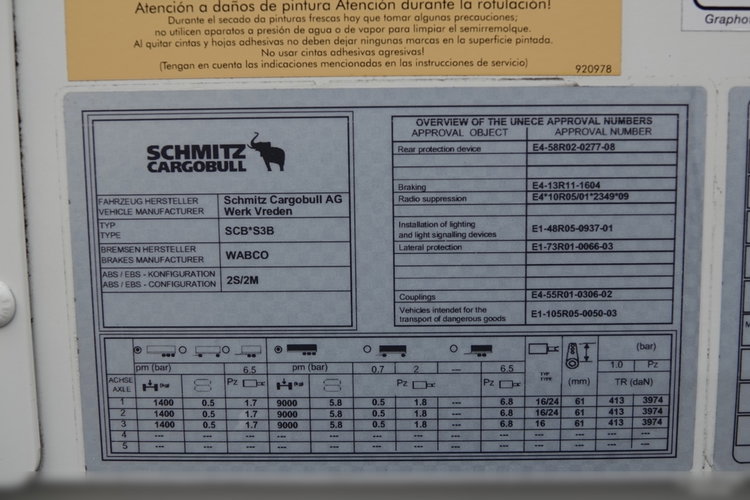 Atención a daños de pintura Atención durante la rotulación!
Durante el secado da pinturas frescas hay que tomar algunas precauciones;
no utilicen aparatos a presión de agua o de vapor para limpiar el semirremolque.
Al quitar cintas y hojas adhesivas no deben dejar ningunas marcas en la superficie pintada.
No usar cintas adhesivas agresivas!
(Tengan en cuenta las indicaciones mencionadas en las instrucciones de servicio)
920978
SCHMITZ
CARGOBULL
FAHRZEUG HERSTELLER
VEHICLE MANUFACTURER
Schmitz Cargobull AG
Werk Vreden
TYP
TYPE
SCB*S3B
BREMSEN HERSTELLER
BRAKES MANUFACTURER
WABCO
ABS / EBS - KONFIGURATION
ABS / EBS - CONFIGURATION
2S/2M
OVERVIEW OF THE UNECE APPROVAL NUMBERS
APPROVAL OBJECT APPROVAL NUMBER
Rear protection device E4-58R02-0277-08
Braking E4-13R11-1604
Radio suppression E4*10R05/01*2349*09
Installation of lighting
and light signalling devices E1-48R05-0937-01
Lateral protection E1-73R01-0066-03
Couplings E4-55R01-0306-02
Vehicles intendet for the
transport of dangerous goods E1-105R05-0050-03
(bar)
pm (bar) 6.5 pm (bar) 0.7 2 --- 6.5 1.0 Pz
ACHSE
AXLE
Pz Pz Pz TYP
TYPE (mm) TR (daN)
1 1400 0.5 1.7 9000 5.8 0.5 1.8 --- 6.8 16/24 61 413 3974
2 1400 0.5 1.7 9000 5.8 0.5 1.8 --- 6.8 16/24 61 413 3974
3 1400 0.5 1.7 9000 5.8 0.5 1.8 --- 6.8 16 61 413 3974
4 --- --- --- --- --- --- --- --- --- --- --- --- ---
5 --- --- --- --- --- --- --- --- --- --- --- --- ---